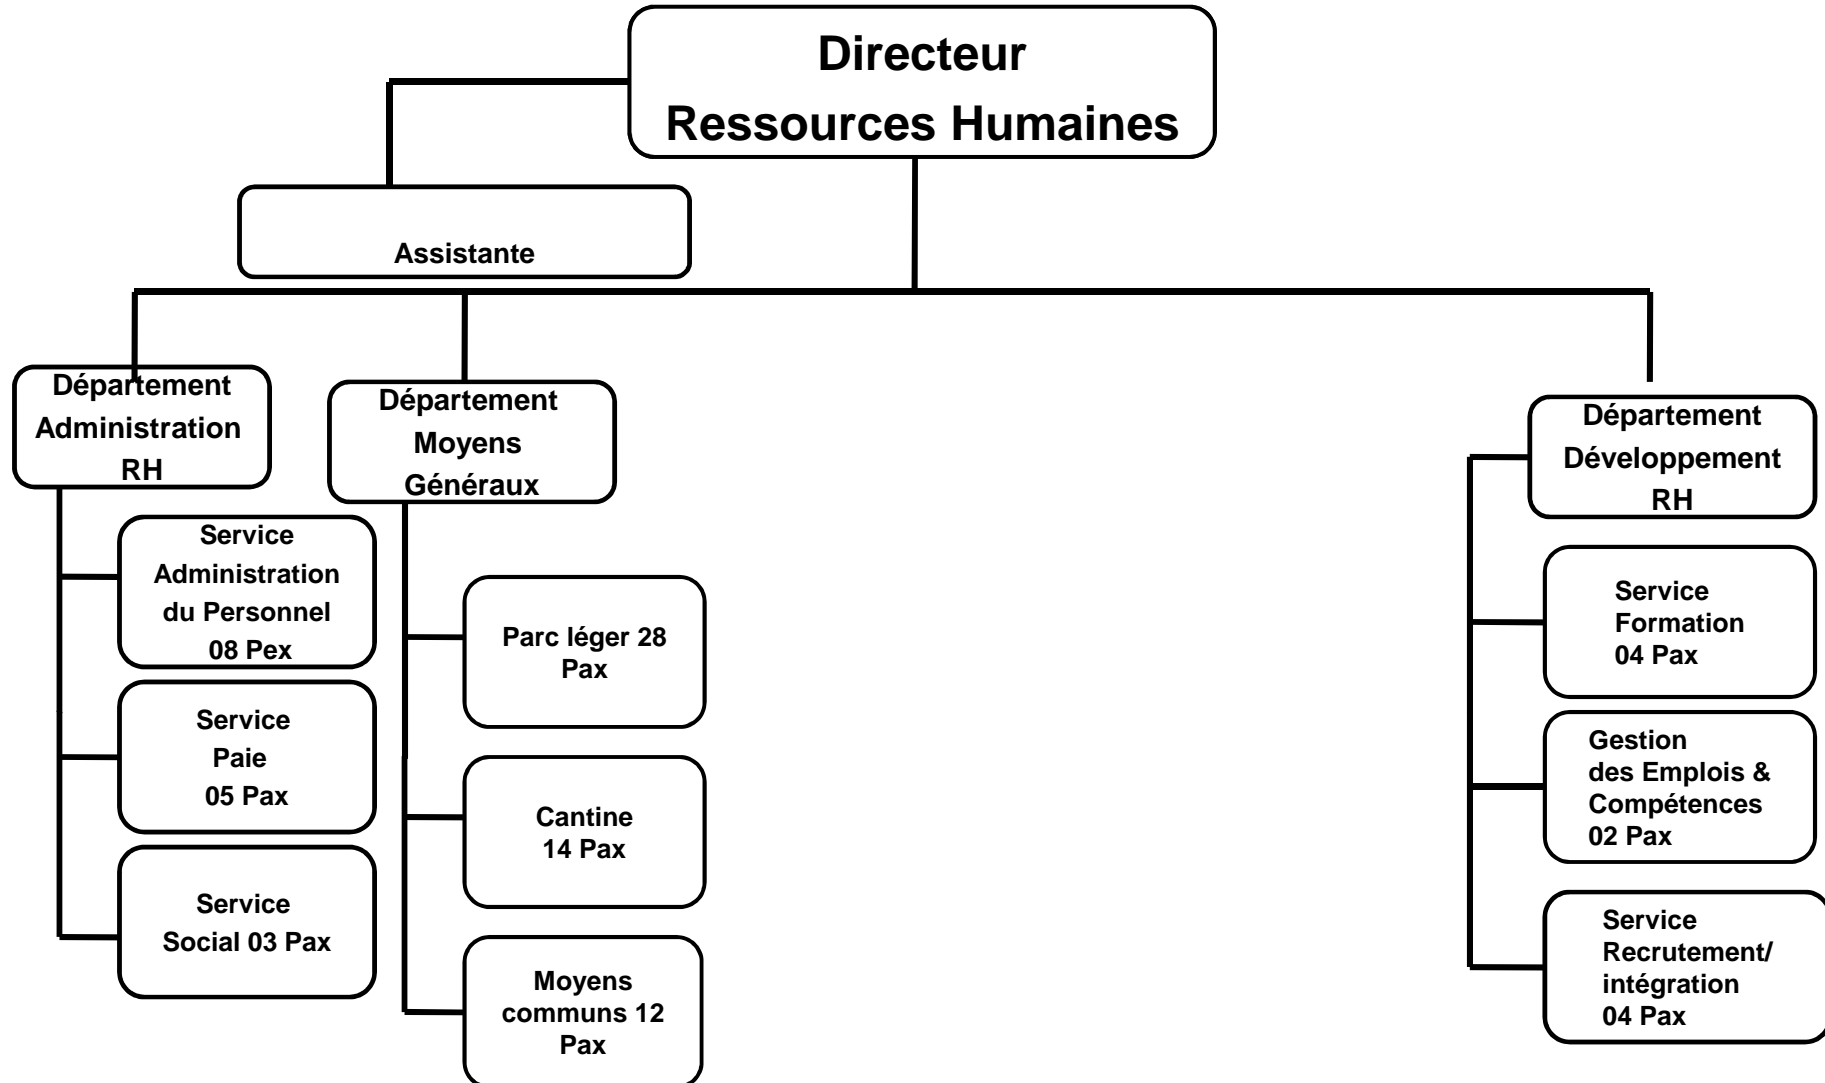 Directeur
Ressources Humaines
Assistante
Département
Administration
RH
Service
Administration
du Personnel
08 Pex
Service
Paie
05 Pax
Service
Social 03 Pax
Département
Moyens
Généraux
Parc léger 28
Pax
Cantine
14 Pax
Moyens
communs 12
Pax
Département
Développement
RH
Service
Formation
04 Pax
Gestion
des Emplois &
Compétences
02 Pax
Service
Recrutement/
intégration
04 Pax